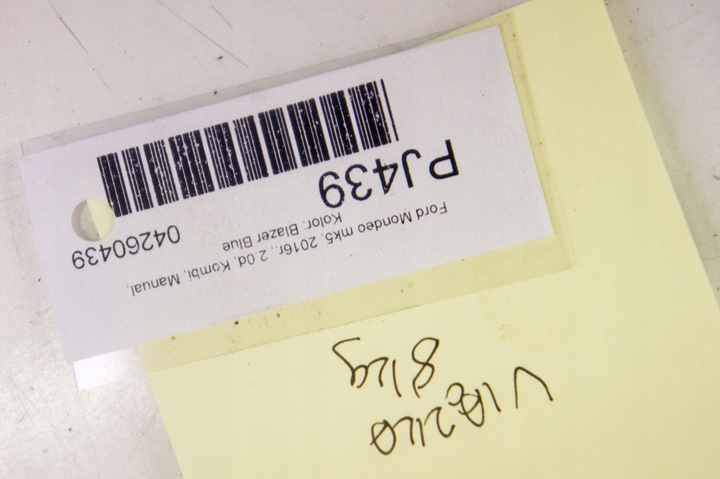 Ford Mondeo mk5, 2016r., 2.0d, Kombi, Manual,
Kolor: Blazer Blue
04260439
PJ439